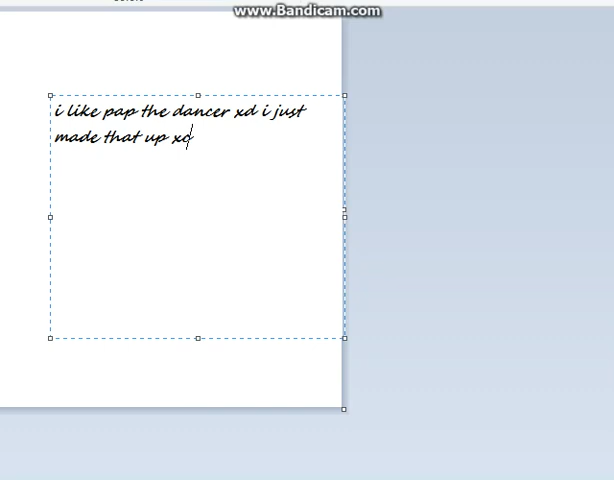 www.Bandicam.com
i like pap the dancer xd i just
made that up xd